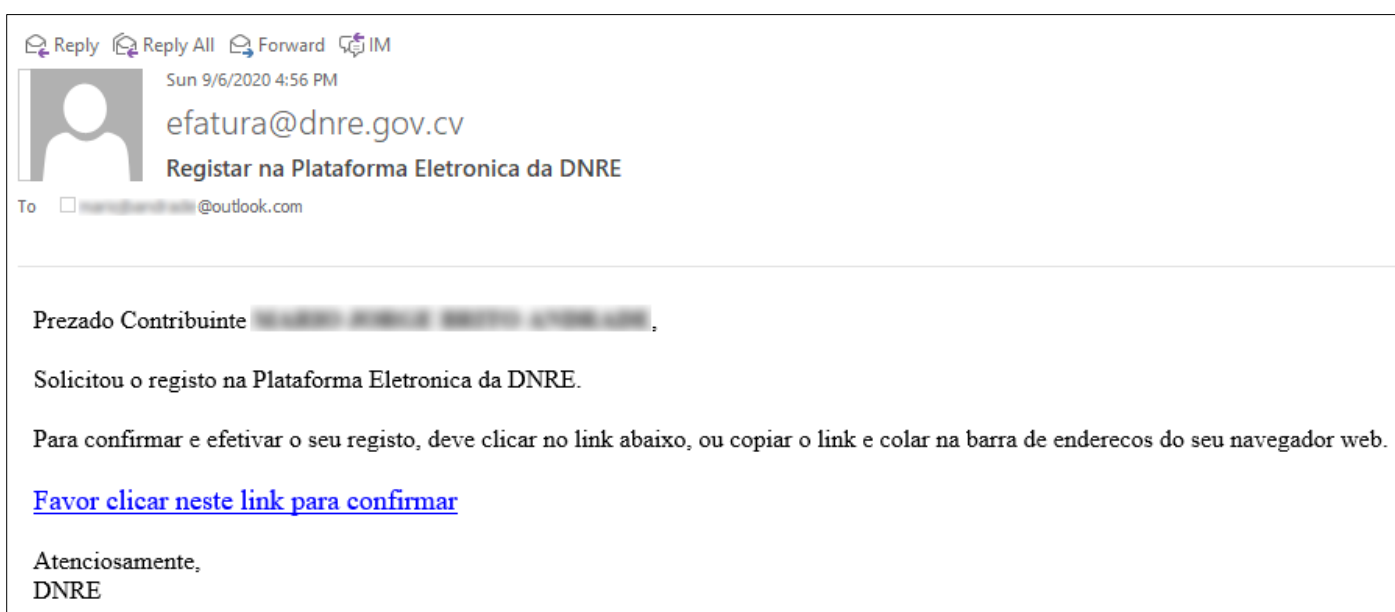 Reply Reply All Forward IM
Sun 9/6/2020 4:56 PM
efatura@dnre.gov.cv
Registar na Plataforma Eletronica da DNRE
To @outlook.com
Prezado Contribuinte ,
Solicitou o registo na Plataforma Eletronica da DNRE.
Para confirmar e efetivar o seu registo, deve clicar no link abaixo, ou copiar o link e colar na barra de enderecos do seu navegador web.
Favor clicar neste link para confirmar
Atenciosamente,
DNRE